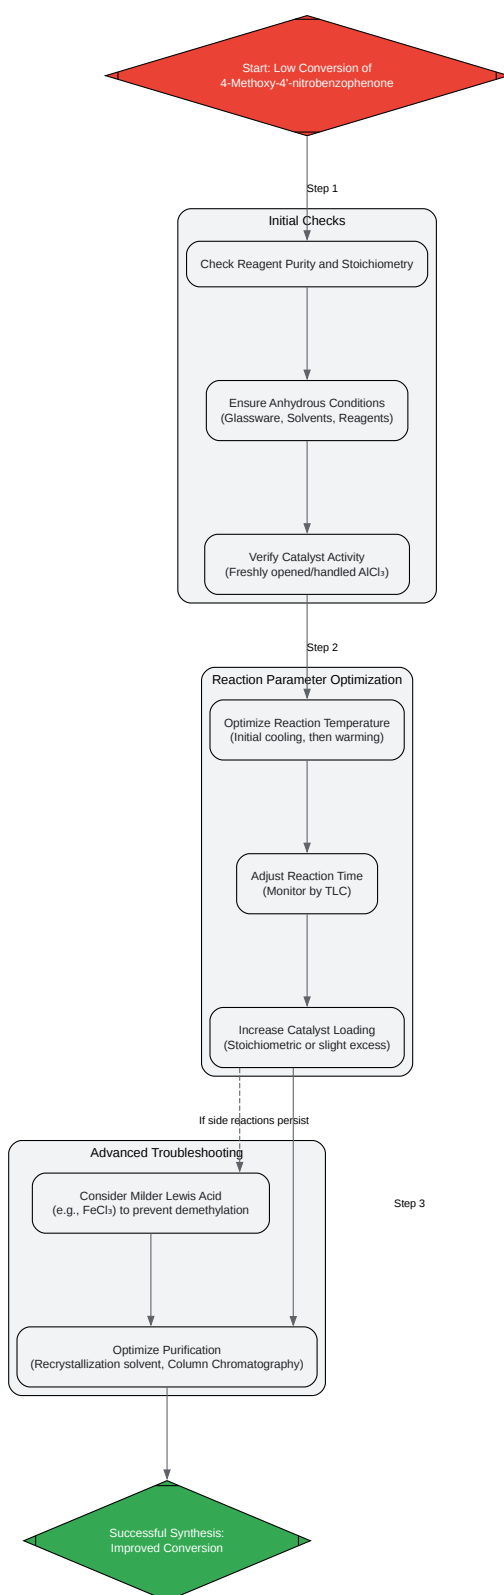 Start: Low Conversion of
4-Methoxy-4'-nitrobenzophenone
Step 1
Initial Checks
Check Reagent Purity and Stoichiometry
Ensure Anhydrous Conditions
(Glassware, Solvents, Reagents)
Verify Catalyst Activity
(Freshly opened/handled AlCl₃)
Step 2
Reaction Parameter Optimization
Optimize Reaction Temperature
(Initial cooling, then warming)
Adjust Reaction Time
(Monitor by TLC)
Increase Catalyst Loading
(Stoichiometric or slight excess)
If side reactions persist
Advanced Troubleshooting
Consider Milder Lewis Acid
(e.g., FeCl₃) to prevent demethylation
Step 3
Optimize Purification
(Recrystallization solvent, Column Chromatography)
Successful Synthesis:
Improved Conversion